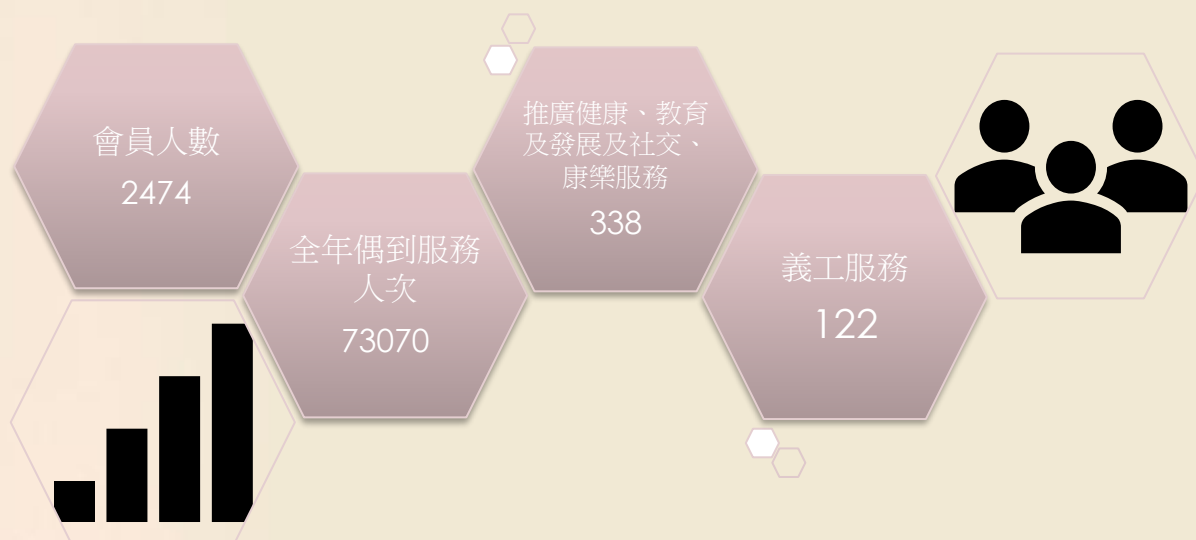 會員人數
2474
全年偶到服務
人次
73070
推廣健康、教育
及發展及社交、
康樂服務
338
義工服務
122